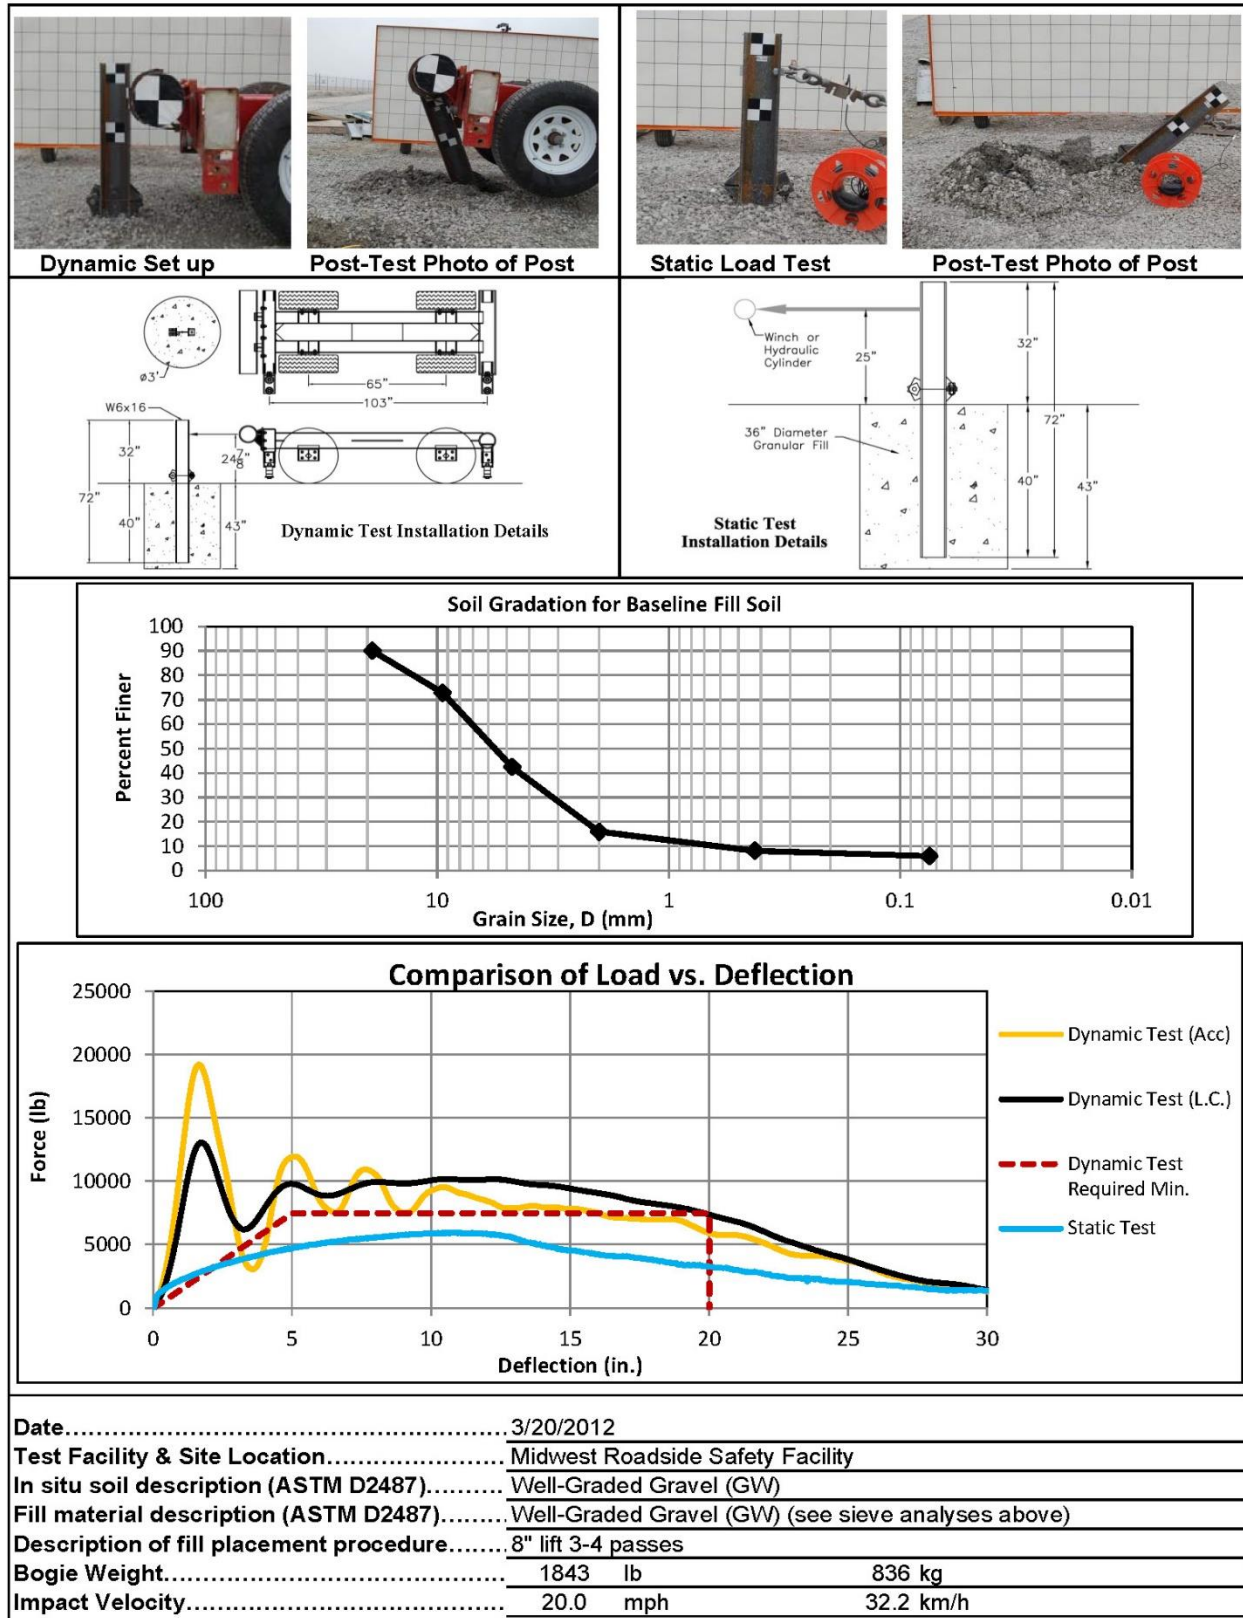 Dynamic Set up
Post-Test Photo of Post
Static Load Test
Post-Test Photo of Post
ø3'
65"
103"
W6x16
32"
24⅞"
72"
40"
43"
Dynamic Test Installation Details
Winch or
Hydraulic
Cylinder
25"
32"
72"
36" Diameter
Granular Fill
40"
43"
Static Test
Installation Details
Soil Gradation for Baseline Fill Soil
Percent Finer
100
90
80
70
60
50
40
30
20
10
0
100 10 1 0.1 0.01
Grain Size, D (mm)
Comparison of Load vs. Deflection
Force (lb)
25000
20000
15000
10000
5000
0
0 5 10 15 20 25 30
Deflection (in.)
Dynamic Test (Acc)
Dynamic Test (L.C.)
Dynamic Test
Required Min.
Static Test
Date.................................................. 3/20/2012
Test Facility & Site Location.................. Midwest Roadside Safety Facility
In situ soil description (ASTM D2487)......... Well-Graded Gravel (GW)
Fill material description (ASTM D2487)....... Well-Graded Gravel (GW) (see sieve analyses above)
Description of fill placement procedure....... 8" lift 3-4 passes
Bogie Weight........................................ 1843 lb 836 kg
Impact Velocity..................................... 20.0 mph 32.2 km/h